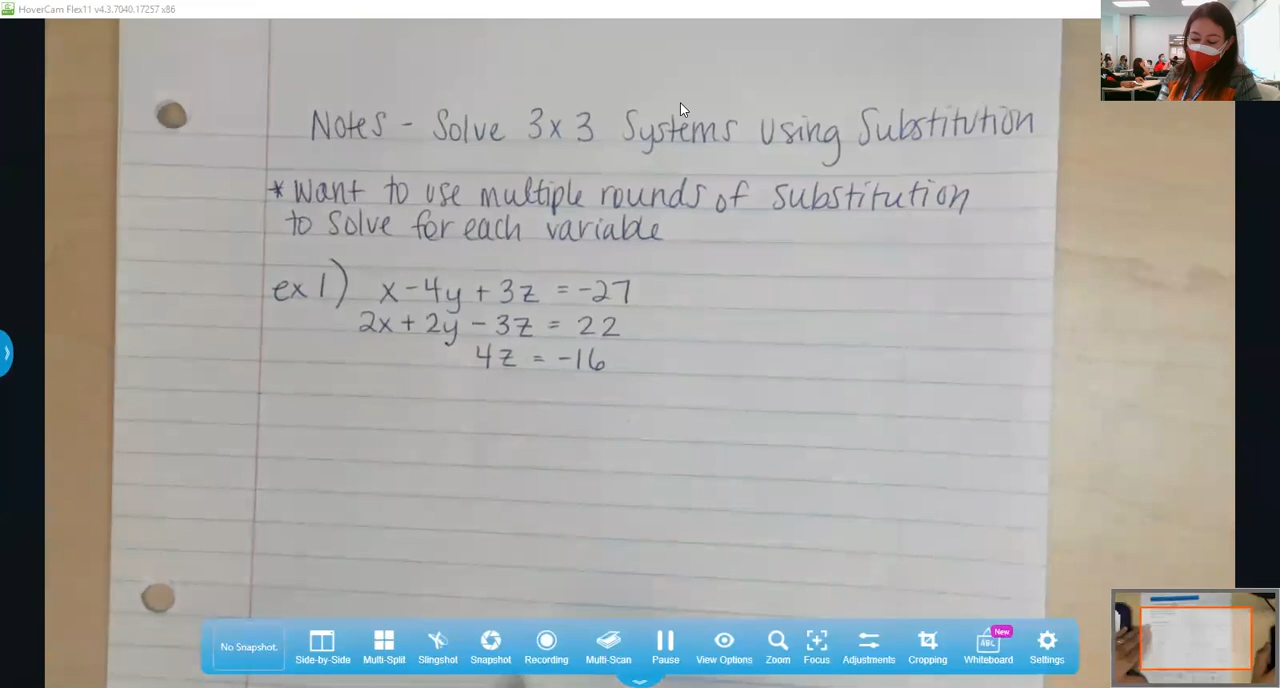 HoverCam Flex11 v4.3.7040.17257 x86
Notes - Solve 3x3 Systems Using Substitution
*Want to use multiple rounds of substitution
to solve for each variable
ex 1) x - 4y + 3z = -27
2x + 2y - 3z = 22
4z = -16
No Snapshot.
Side-by-Side
Multi-Split
Slingshot
Snapshot
Recording
Multi-Scan
Pause
View Options
Zoom
Focus
Adjustments
Cropping
ABC
New
Whiteboard
Settings